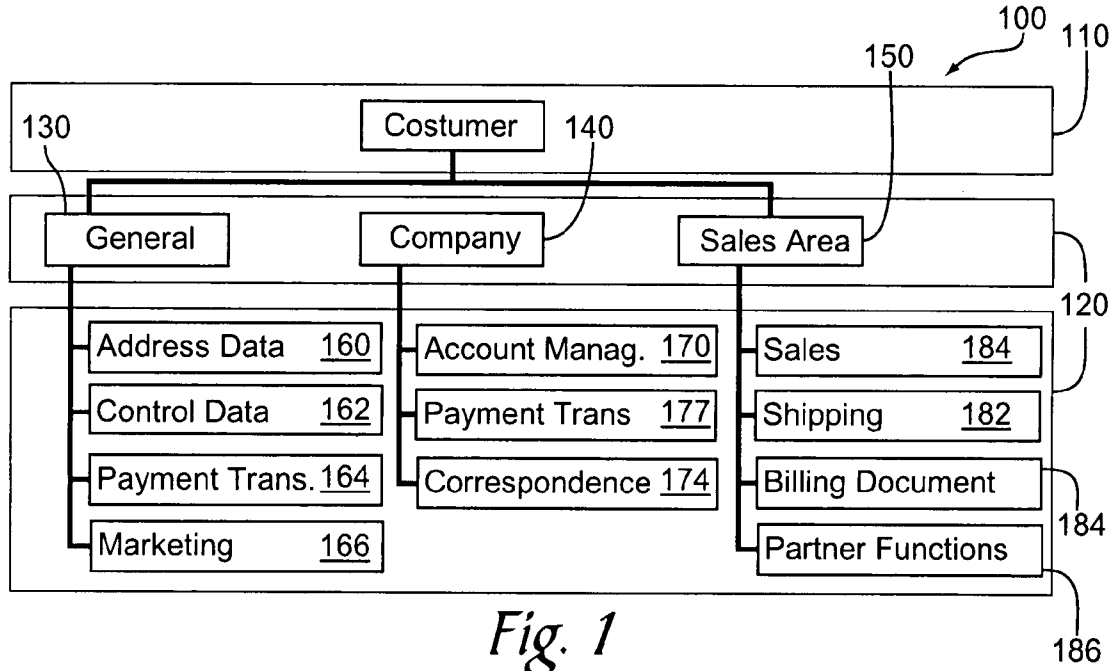 100
110
150
130
Costumer
140
General
Company
Sales Area
120
Address Data 160
Account Manag. 170
Sales 184
Control Data 162
Payment Trans 177
Shipping 182
Payment Trans. 164
Correspondence 174
Billing Document
184
Marketing 166
Partner Functions
186
Fig. 1